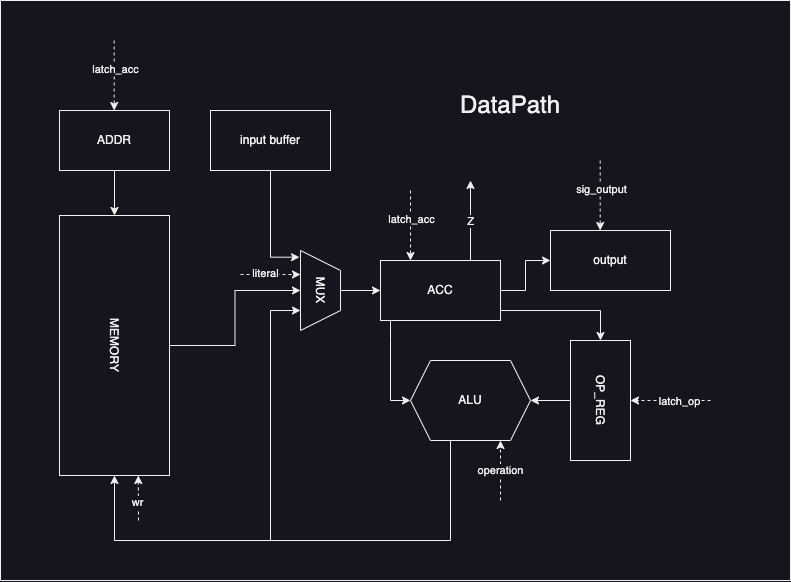 latch_acc
DataPath
ADDR
input buffer
sig_output
latch_acc
Z
output
literal
MUX
ACC
MEMORY
ALU
OP_REG
latch_op
operation
wr